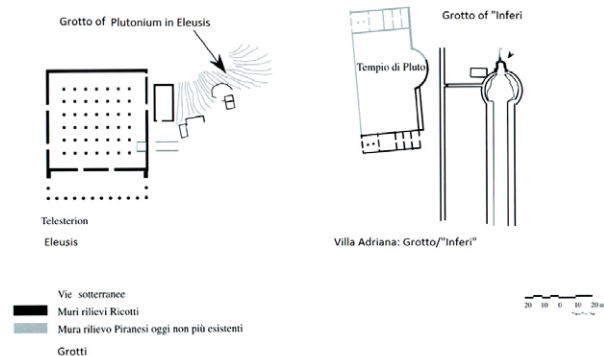 Grotto of Plutonium in Eleusis
Grotto of "Inferi
Tempio di Pluto
Telesterion
Eleusis
Villa Adriana: Grotto/"Inferi"
Vie sotterranee
Muri rilievi Ricotti
Mura rilievo Piranesi oggi non più esistenti
Grotti
20 10 0 10 20 m